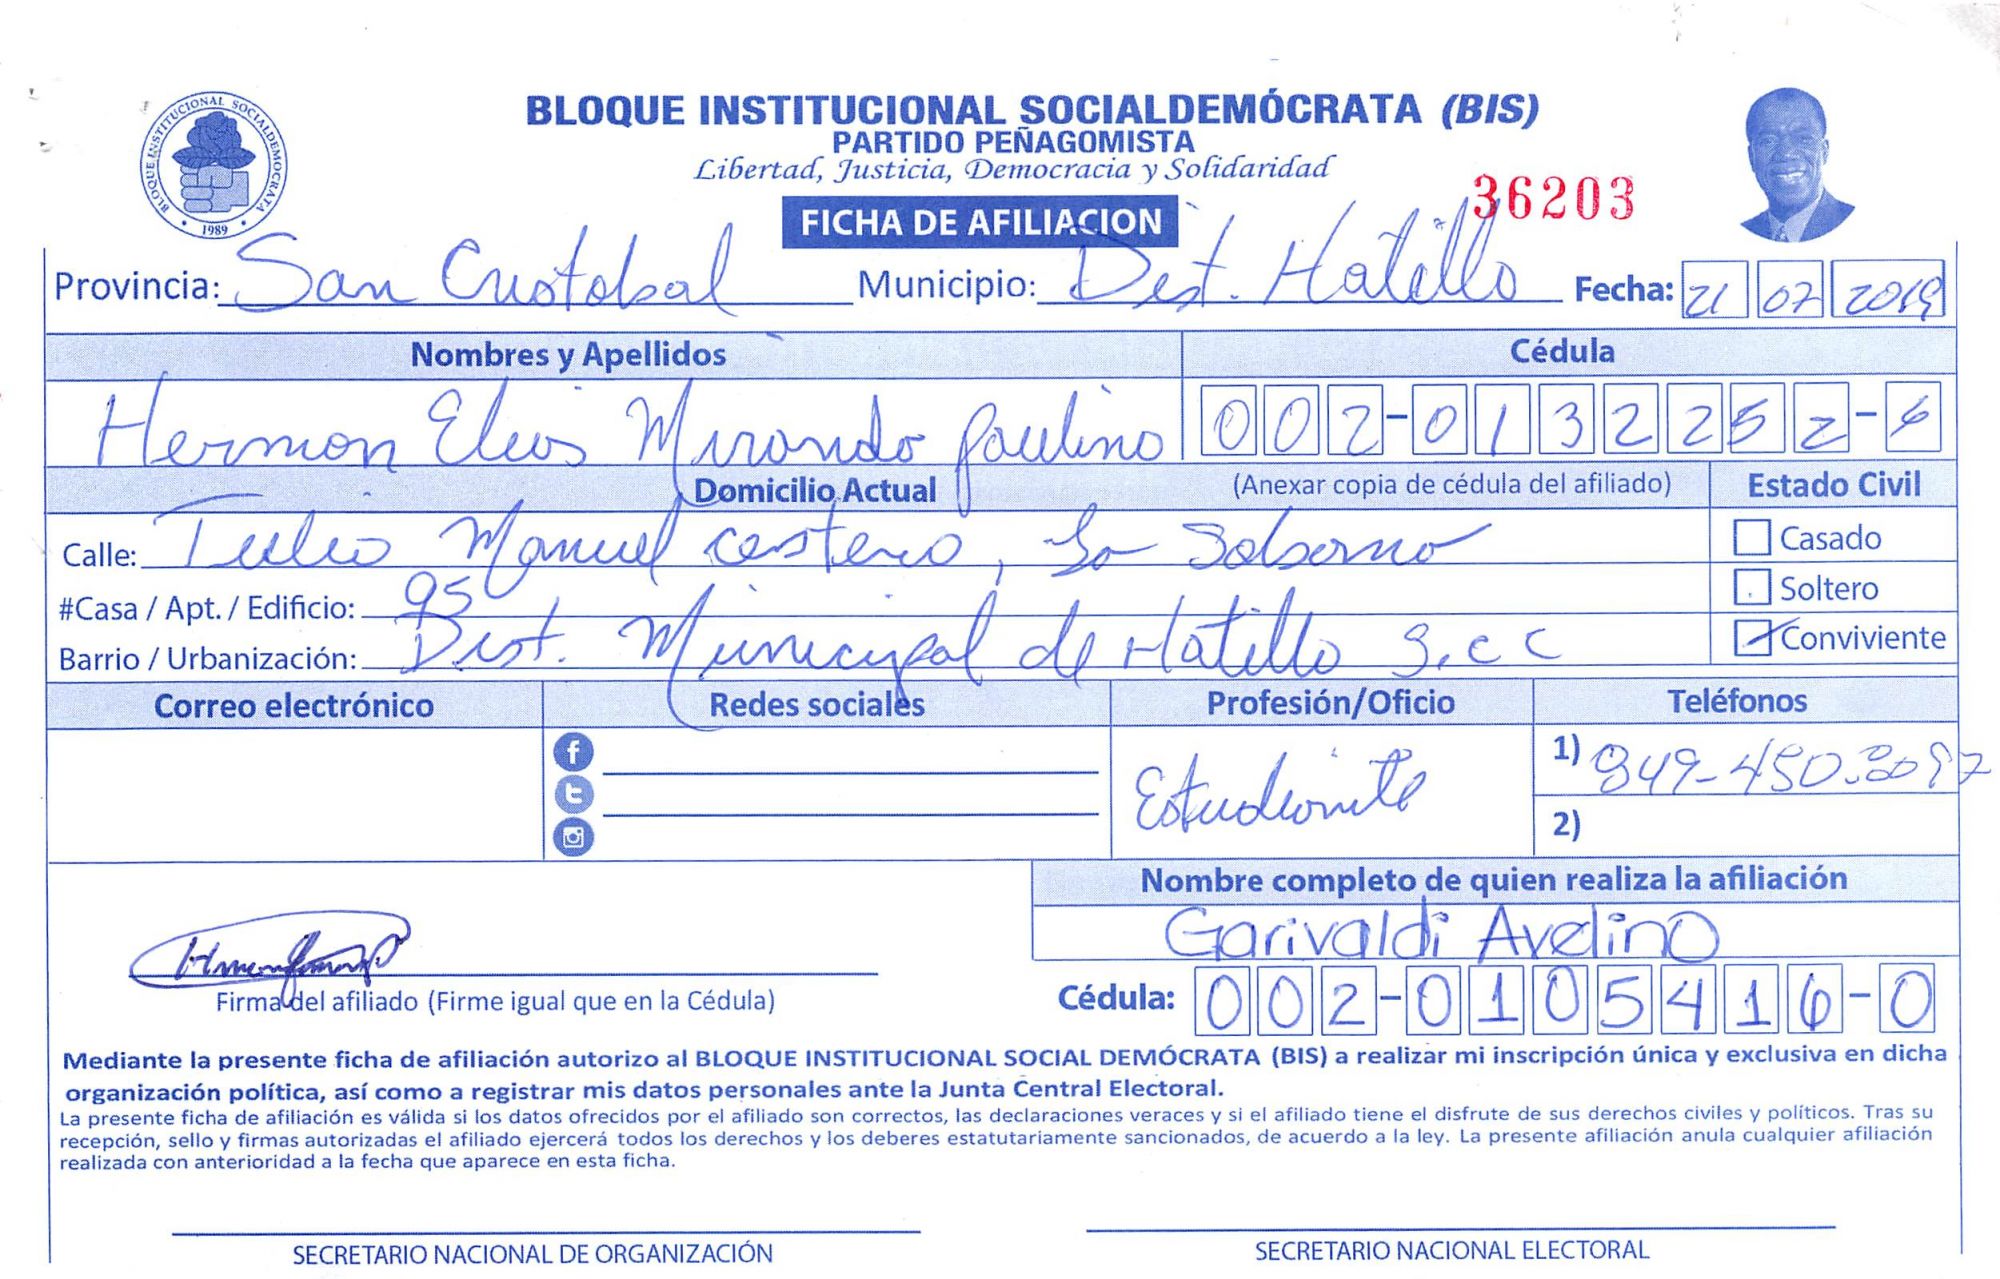 BLOQUE INSTITUCIONAL SOCIALDEMÓCRATA (BIS)
BLOQUE INSTITUCIONAL SOCIALDEMOCRATA
1989
PARTIDO PEÑAGOMISTA
Libertad, Justicia, Democracia y Solidaridad
36203
FICHA DE AFILIACION
Provincia: San Cristobal Municipio: Dist. Hatillo Fecha: 21 07 2019
Nombres y Apellidos Cédula
Hermon Elias Mirando Paulino 002-0132252-6
Domicilio Actual (Anexar copia de cédula del afiliado) Estado Civil
Calle: Tulio Manuel cestero, La
Casado
#Casa / Apt. / Edificio: 95
Soltero
Barrio / Urbanización: Dist. Municipal de Hatillo S.C C
Conviviente
Correo electrónico Redes sociales Profesión/Oficio Teléfonos
Estudionte
1) 849-450.3097
2)
Nombre completo de quien realiza la afiliación
Garivaldi Avelino
Firma del afiliado (Firme igual que en la Cédula)
Cédula: 002-0105416-0
Mediante la presente ficha de afiliación autorizo al BLOQUE INSTITUCIONAL SOCIAL DEMÓCRATA (BIS) a realizar mi inscripción única y exclusiva en dicha
organización política, así como a registrar mis datos personales ante la Junta Central Electoral.
La presente ficha de afiliación es válida si los datos ofrecidos por el afiliado son correctos, las declaraciones veraces y si el afiliado tiene el disfrute de sus derechos civiles y políticos. Tras su
recepción, sello y firmas autorizadas el afiliado ejercerá todos los derechos y los deberes estatutariamente sancionados, de acuerdo a la ley. La presente afiliación anula cualquier afiliación
realizada con anterioridad a la fecha que aparece en esta ficha.
SECRETARIO NACIONAL DE ORGANIZACIÓN
SECRETARIO NACIONAL ELECTORAL